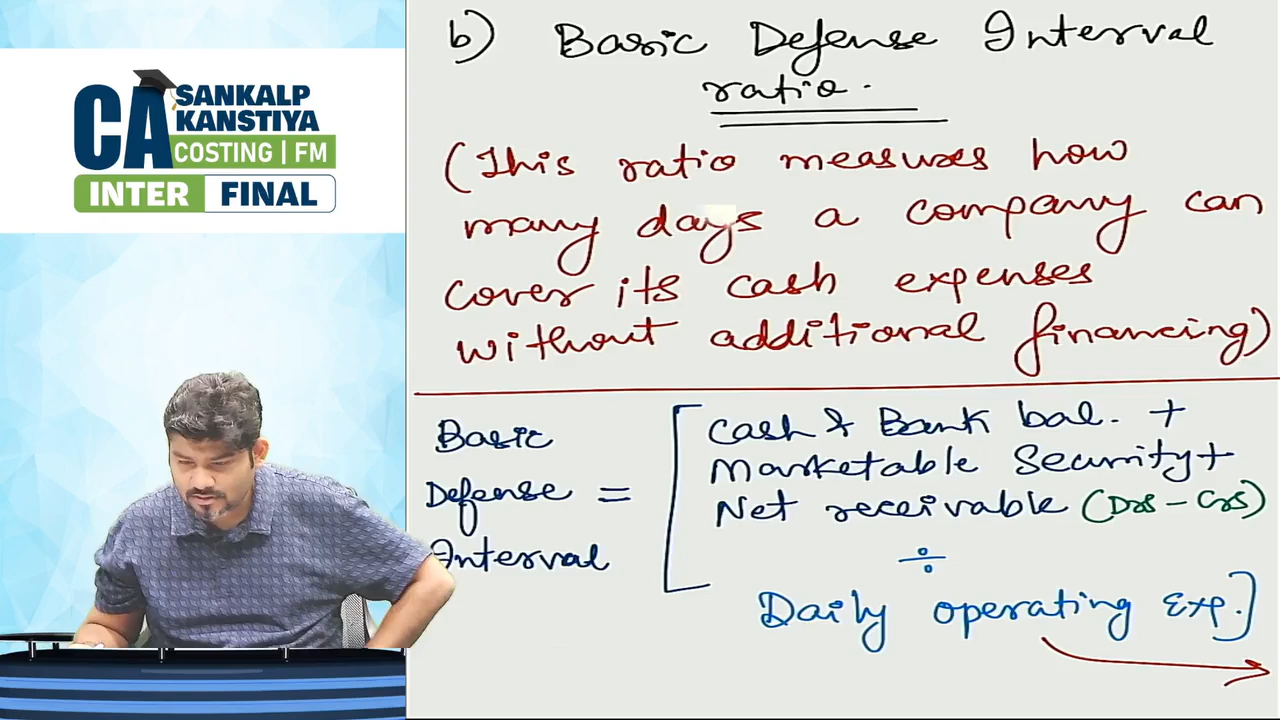 CA SANKALP KANSTIYA
COSTING | FM
INTER FINAL
b) Basic Defense Interval
ratio.
(This ratio measures how
many days a company can
cover its cash expenses
without additional financing)
Basic
Defense =
Interval
[Cash & Bank bal. +
Marketable Security +
Net receivable (Drs - Crs)
÷
Daily operating Exp.]